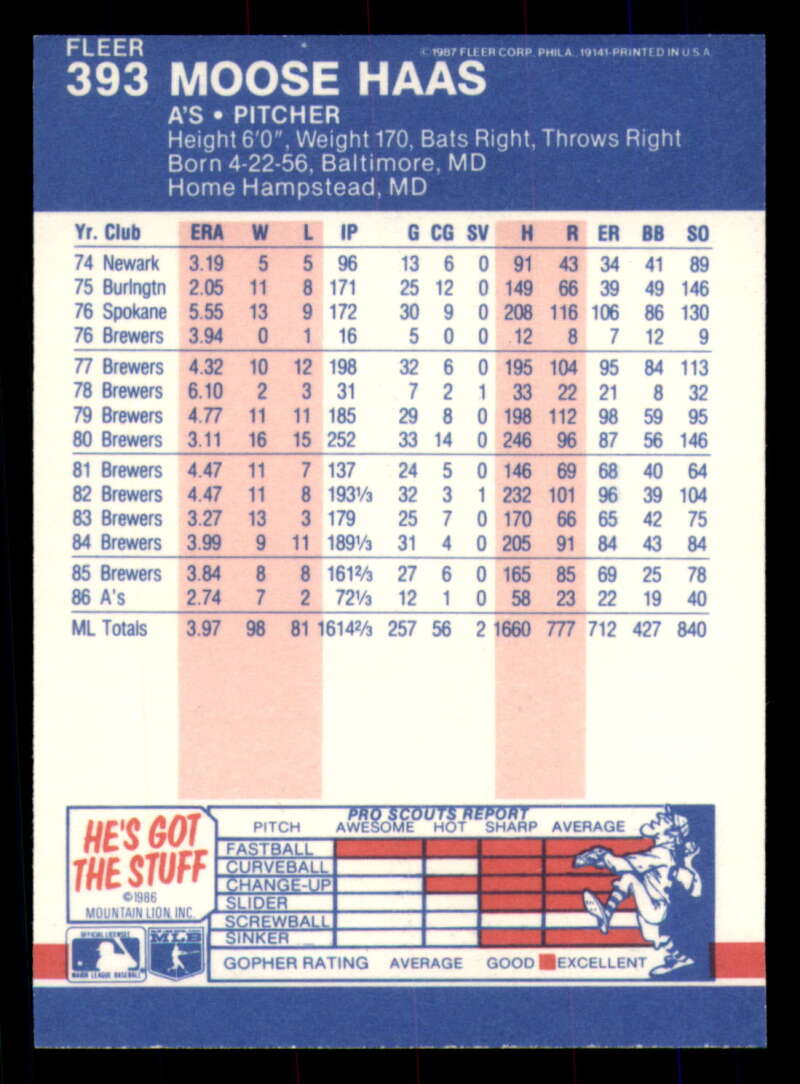 FLEER
©1987 FLEER CORP. PHILA., 19141-PRINTED IN U.S.A.
393 MOOSE HAAS
A'S • PITCHER
Height 6'0", Weight 170, Bats Right, Throws Right
Born 4-22-56, Baltimore, MD
Home Hampstead, MD
Yr. Club ERA W L IP G CG SV H R ER BB SO
74 Newark 3.19 5 5 96 13 6 0 91 43 34 41 89
75 Burlngtn 2.05 11 8 171 25 12 0 149 66 39 49 146
76 Spokane 5.55 13 9 172 30 9 0 208 116 106 86 130
76 Brewers 3.94 0 1 16 5 0 0 12 8 7 12 9
77 Brewers 4.32 10 12 198 32 6 0 195 104 95 84 113
78 Brewers 6.10 2 3 31 7 2 1 33 22 21 8 32
79 Brewers 4.77 11 11 185 29 8 0 198 112 98 59 95
80 Brewers 3.11 16 15 252 33 14 0 246 96 87 56 146
81 Brewers 4.47 11 7 137 24 5 0 146 69 68 40 64
82 Brewers 4.47 11 8 193⅓ 32 3 1 232 101 96 39 104
83 Brewers 3.27 13 3 179 25 7 0 170 66 65 42 75
84 Brewers 3.99 9 11 189⅓ 31 4 0 205 91 84 43 84
85 Brewers 3.84 8 8 161⅔ 27 6 0 165 85 69 25 78
86 A's 2.74 7 2 72⅓ 12 1 0 58 23 22 19 40
ML Totals 3.97 98 81 1614⅔ 257 56 2 1660 777 712 427 840
HE'S GOT
THE STUFF
©1986
MOUNTAIN LION, INC.
OFFICIAL LICENSEE
MAJOR LEAGUE BASEBALL
MLB
PRO SCOUTS REPORT
PITCH AWESOME HOT SHARP AVERAGE
FASTBALL
CURVEBALL
CHANGE-UP
SLIDER
SCREWBALL
SINKER
GOPHER RATING AVERAGE GOOD EXCELLENT